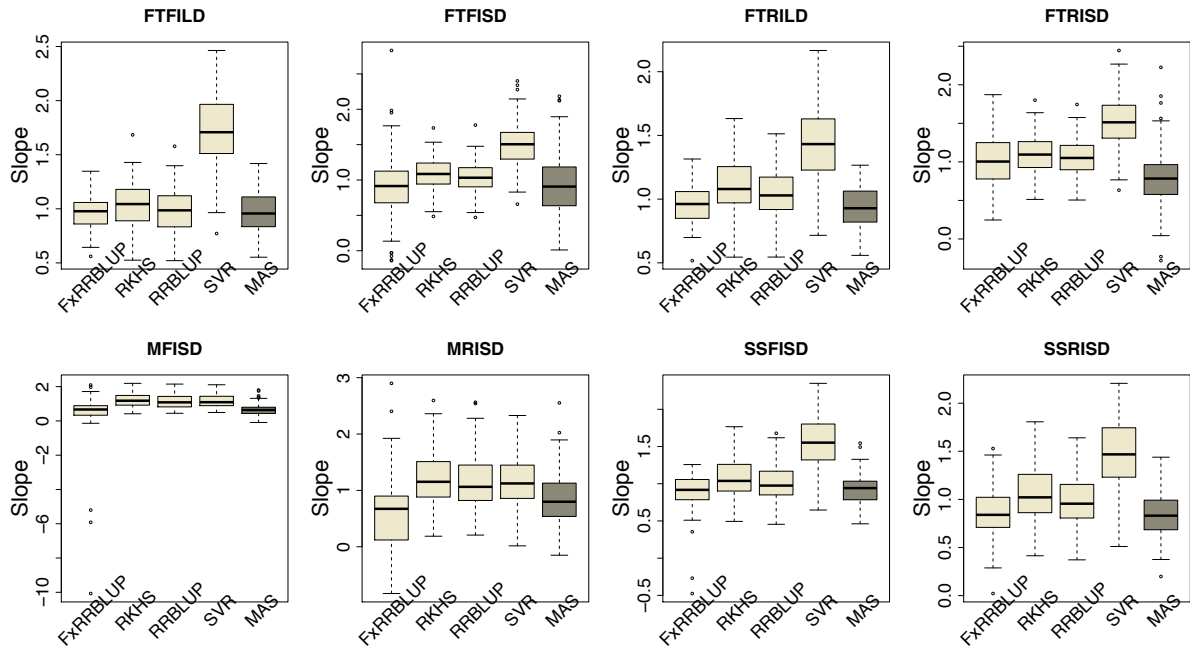 FTFILD FTFISD FTRILD FTRISD
Slope 0.5 1.0 1.5 2.0 2.5
FxRRBLUP RKHS RRBLUP SVR MAS
Slope 0.0 1.0 2.0
FxRRBLUP RKHS RRBLUP SVR MAS
Slope 0.5 1.0 1.5 2.0
FxRRBLUP RKHS RRBLUP SVR MAS
Slope 0.0 1.0 2.0
FxRRBLUP RKHS RRBLUP SVR MAS
MFISD MRISD SSFISD SSRISD
Slope −10 −6 −2 0 2
FxRRBLUP RKHS RRBLUP SVR MAS
Slope 0 1 2 3
FxRRBLUP RKHS RRBLUP SVR MAS
Slope −0.5 0.5 1.5
FxRRBLUP RKHS RRBLUP SVR MAS
Slope 0.0 0.5 1.0 1.5 2.0
FxRRBLUP RKHS RRBLUP SVR MAS